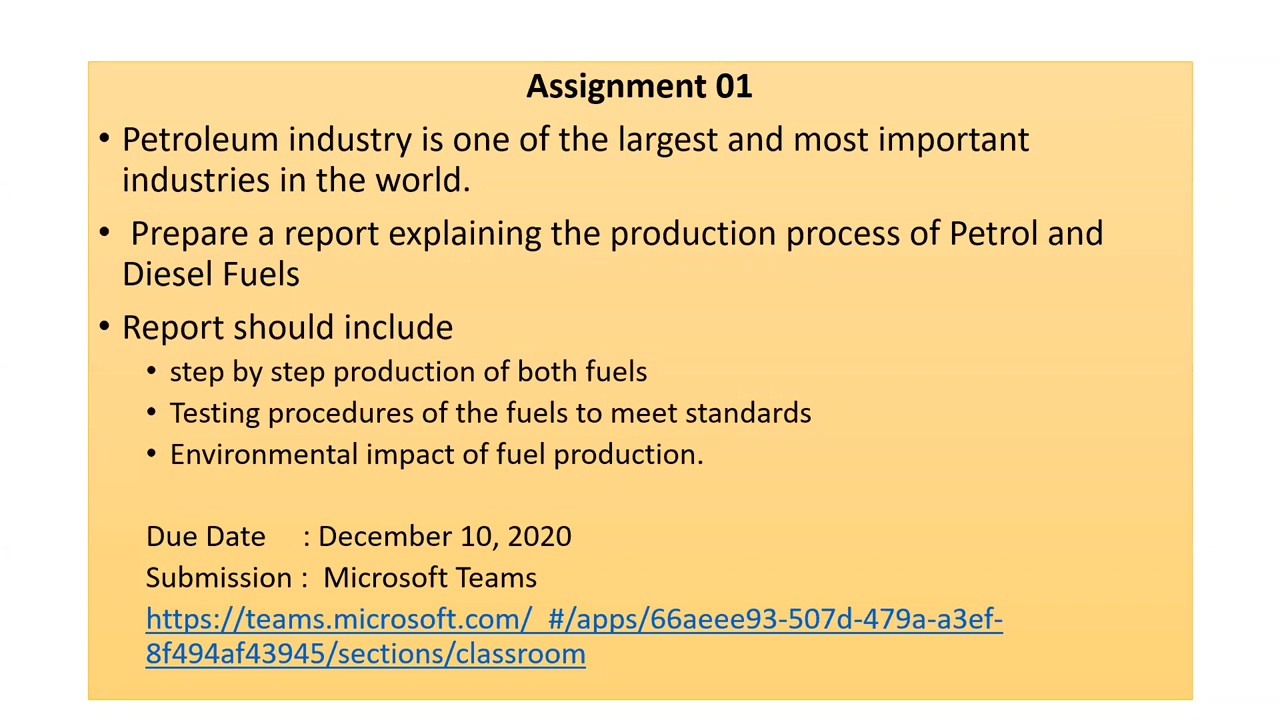 Assignment 01
• Petroleum industry is one of the largest and most important
industries in the world.
• Prepare a report explaining the production process of Petrol and
Diesel Fuels
• Report should include
• step by step production of both fuels
• Testing procedures of the fuels to meet standards
• Environmental impact of fuel production.
Due Date : December 10, 2020
Submission : Microsoft Teams
https://teams.microsoft.com/_#/apps/66aeee93-507d-479a-a3ef-
8f494af43945/sections/classroom